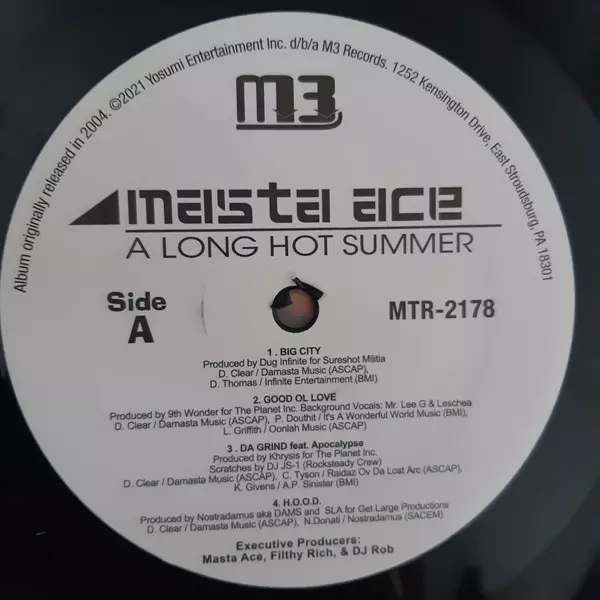 Album originally released in 2004. ©2021 Yosumi Entertainment Inc. d/b/a M3 Records. 1252 Kensington Drive, East Stroudsburg, PA 18301
M3
masta ace
A LONG HOT SUMMER
Side
A
MTR-2178
1 . BIG CITY
Produced by Dug Infinite for Sureshot Militia
D. Clear / Damasta Music (ASCAP),
D. Thomas / Infinite Entertainment (BMI)
2. GOOD OL LOVE
Produced by 9th Wonder for The Planet Inc. Background Vocals: Mr. Lee G & Leschea
D. Clear / Damasta Music (ASCAP), P. Douthit / It's A Wonderful World Music (BMI),
L. Griffith / Oonlah Music (ASCAP)
3 . DA GRIND feat. Apocalypse
Produced by Khrysis for The Planet Inc.
Scratches by DJ JS-1 (Rocksteady Crew)
D. Clear / Damasta Music (ASCAP), C. Tyson / Raidaz Ov Da Lost Arc (ASCAP),
K. Givens / A.P. Sinister (BMI)
4. H.O.O.D.
Produced by Nostradamus aka DAMS and SLA for Get Large Productions
D. Clear / Damasta Music (ASCAP), N.Donati / Nostradamus (SACEM)
Executive Producers:
Masta Ace, Filthy Rich, & DJ Rob